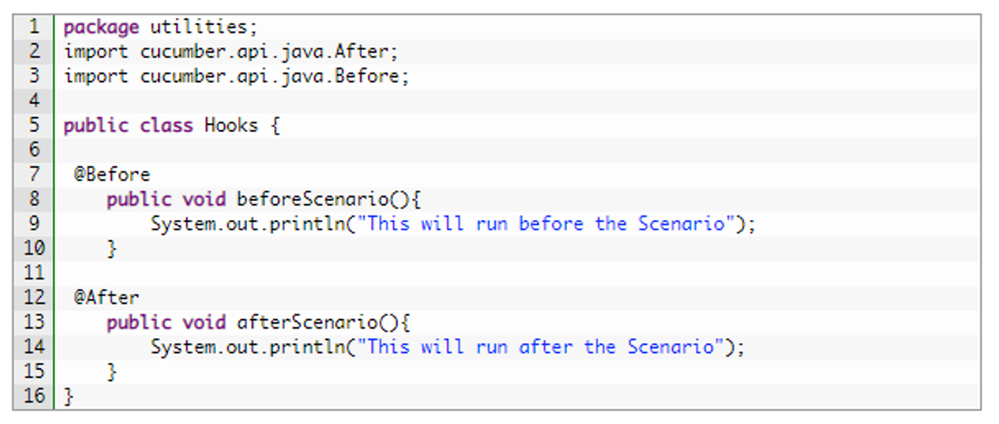 1 package utilities;
2 import cucumber.api.java.After;
3 import cucumber.api.java.Before;
4
5 public class Hooks {
6
7 @Before
8 public void beforeScenario(){
9 System.out.println("This will run before the Scenario");
10 }
11
12 @After
13 public void afterScenario(){
14 System.out.println("This will run after the Scenario");
15 }
16 }